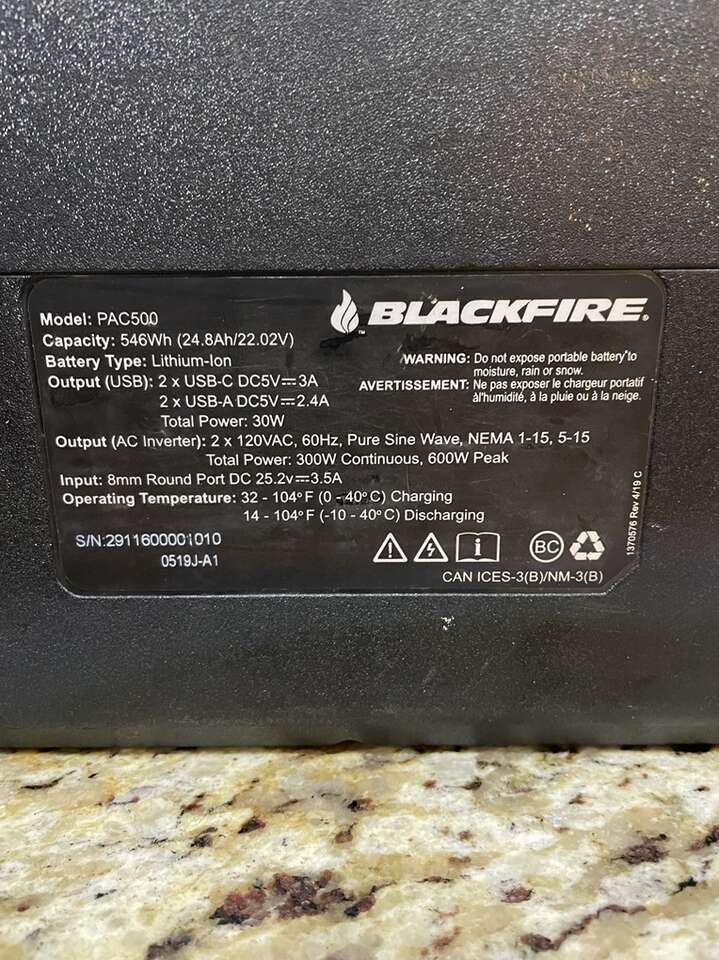 BLACKFIRE
Model: PAC500
Capacity: 546Wh (24.8Ah/22.02V)
Battery Type: Lithium-Ion
Output (USB): 2 x USB-C DC5V⎓3A
2 x USB-A DC5V⎓2.4A
Total Power: 30W
WARNING: Do not expose portable battery to
moisture, rain or snow.
AVERTISSEMENT: Ne pas exposer le chargeur portatif
à l'humidité, à la pluie ou à la neige.
Output (AC Inverter): 2 x 120VAC, 60Hz, Pure Sine Wave, NEMA 1-15, 5-15
Total Power: 300W Continuous, 600W Peak
Input: 8mm Round Port DC 25.2v⎓3.5A
Operating Temperature: 32 - 104°F (0 - 40°C) Charging
14 - 104°F (-10 - 40°C) Discharging
S/N:2911600001010
0519J-A1
BC
CAN ICES-3(B)/NM-3(B)
1370576 Rev 4/19 C